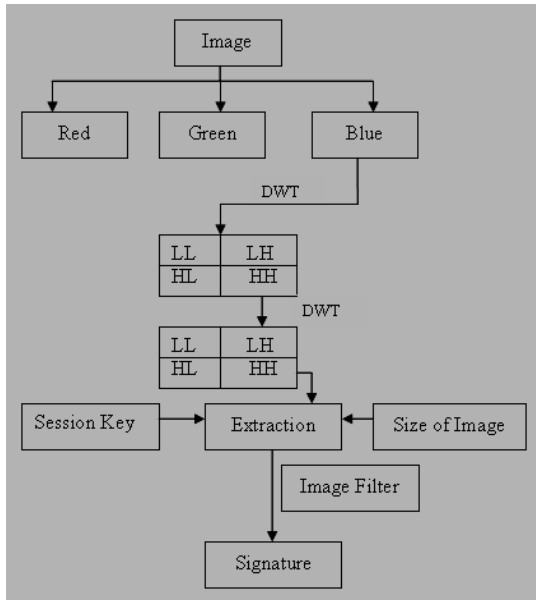 Image
Red Green Blue
DWT
LL LH
HL HH
DWT
LL LH
HL HH
Session Key Extraction Size of Image
Image Filter
Signature